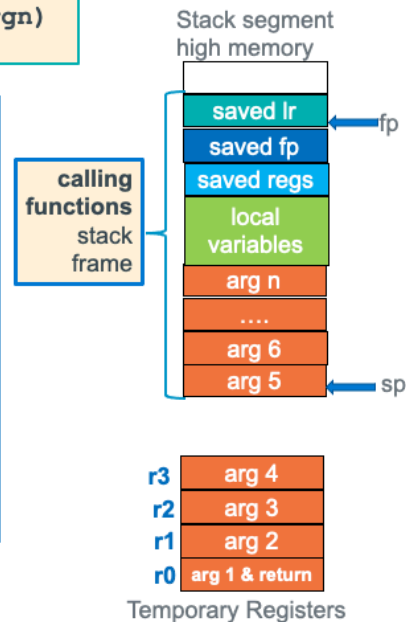 gn)
Stack segment
high memory
saved lr
fp
saved fp
saved regs
calling
functions
stack
frame
local
variables
arg n
....
arg 6
arg 5
sp
r3 arg 4
r2 arg 3
r1 arg 2
r0 arg 1 & return
Temporary Registers